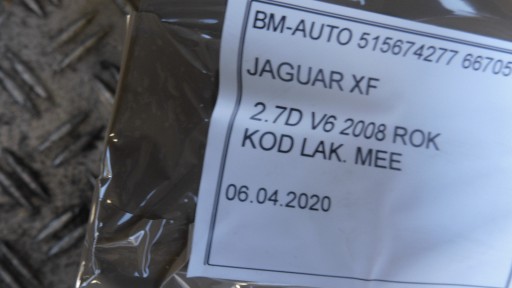 BM-AUTO 515674277 66705
JAGUAR XF
2.7D V6 2008 ROK
KOD LAK. MEE
06.04.2020